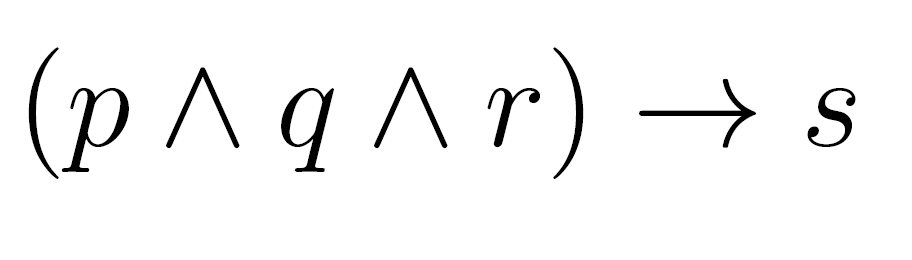 (p ∧ q ∧ r) → s